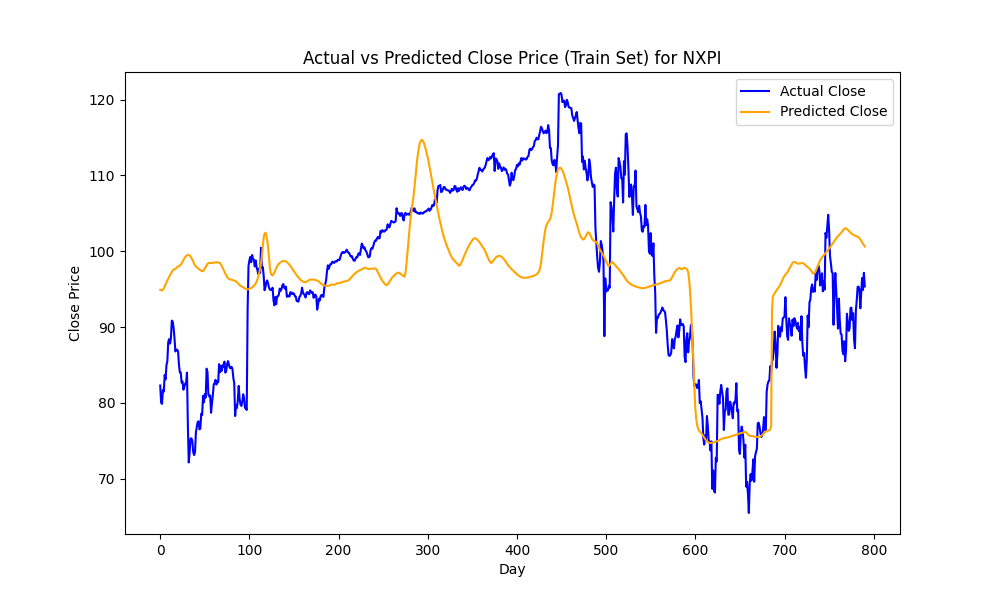 Actual vs Predicted Close Price (Train Set) for NXPI
Actual Close
Predicted Close
Close Price
120
110
100
90
80
70
0 100 200 300 400 500 600 700 800
Day